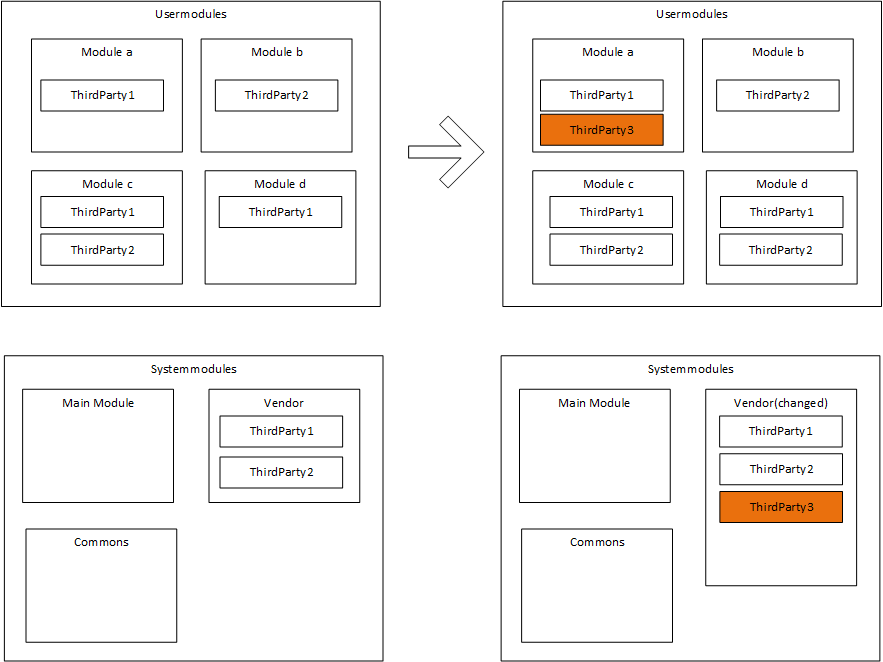 Usermodules
Module a
ThirdParty1
Module b
ThirdParty2
Module c
ThirdParty1
ThirdParty2
Module d
ThirdParty1
Usermodules
Module a
ThirdParty1
ThirdParty3
Module b
ThirdParty2
Module c
ThirdParty1
ThirdParty2
Module d
ThirdParty1
ThirdParty2
Systemmodules
Main Module
Vendor
ThirdParty1
ThirdParty2
Commons
Systemmodules
Main Module
Vendor(changed)
ThirdParty1
ThirdParty2
ThirdParty3
Commons